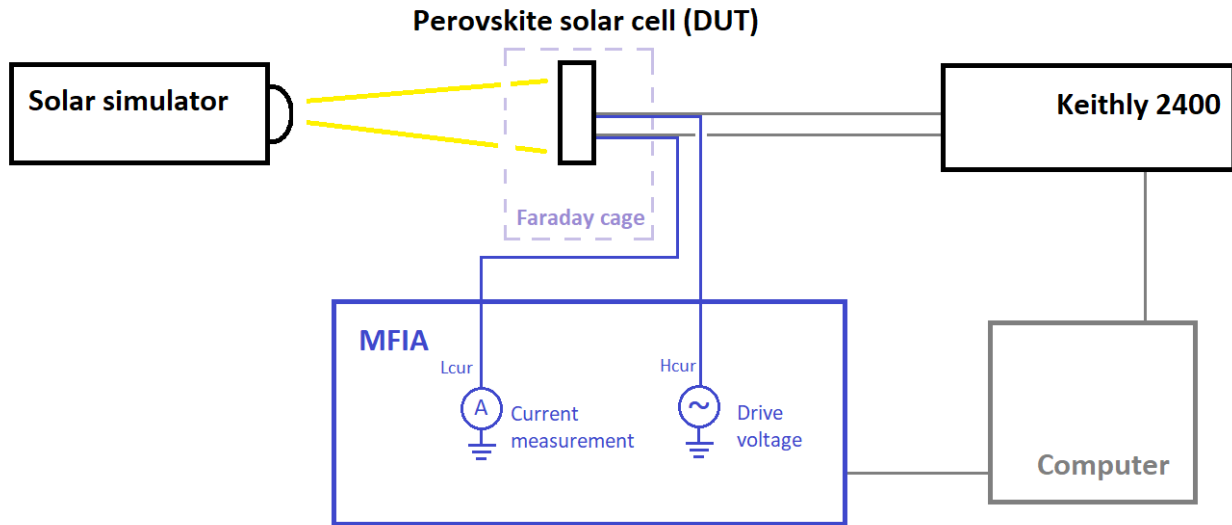 Perovskite solar cell (DUT)
Solar simulator
Keithly 2400
Faraday cage
MFIA
Lcur
Hcur
A
~
Current
measurement
Drive
voltage
Computer